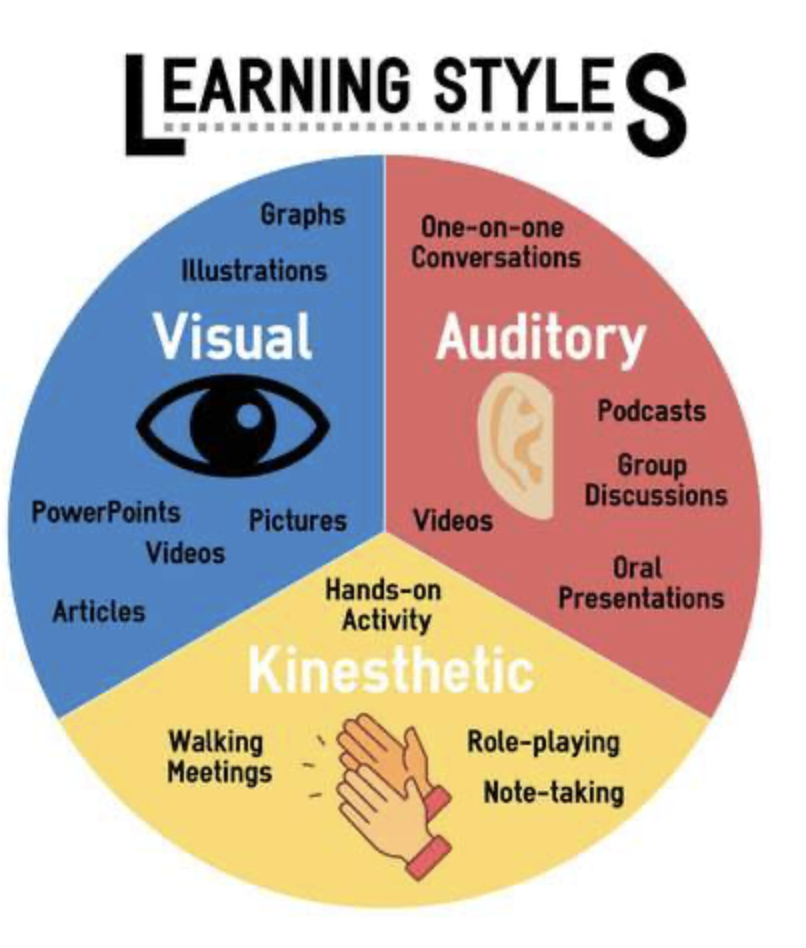 LEARNING STYLES
Graphs
Illustrations
Visual
PowerPoints
Pictures
Videos
Articles
One-on-one
Conversations
Auditory
Podcasts
Group
Discussions
Videos
Oral
Presentations
Hands-on
Activity
Kinesthetic
Walking
Meetings
Role-playing
Note-taking